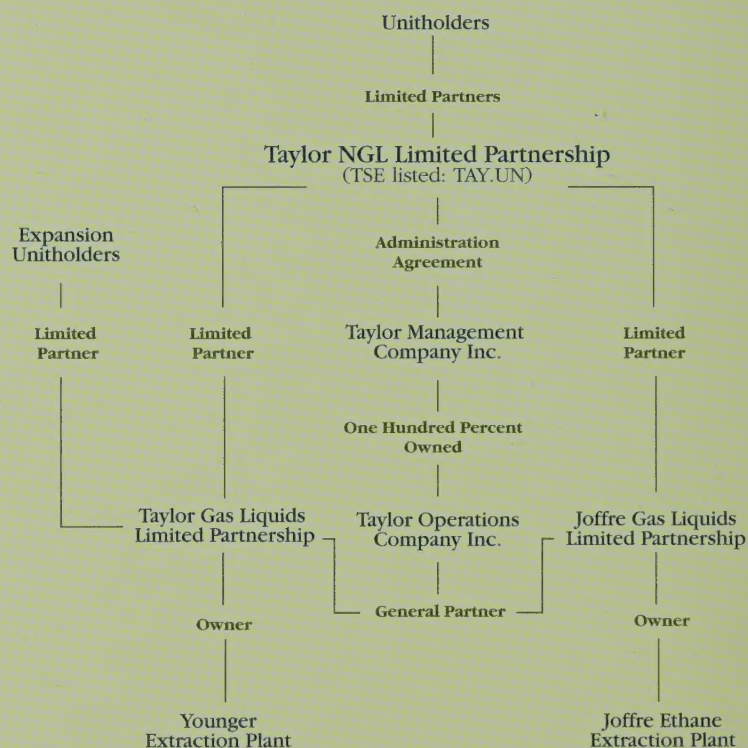 Unitholders
Limited Partners
Taylor NGL Limited Partnership
(TSE listed: TAY.UN)
Expansion
Unitholders
Administration
Agreement
Limited
Partner
Limited
Partner
Taylor Management
Company Inc.
Limited
Partner
One Hundred Percent
Owned
Taylor Gas Liquids
Limited Partnership
Taylor Operations
Company Inc.
Joffre Gas Liquids
Limited Partnership
General Partner
Owner
Owner
Younger
Extraction Plant
Joffre Ethane
Extraction Plant